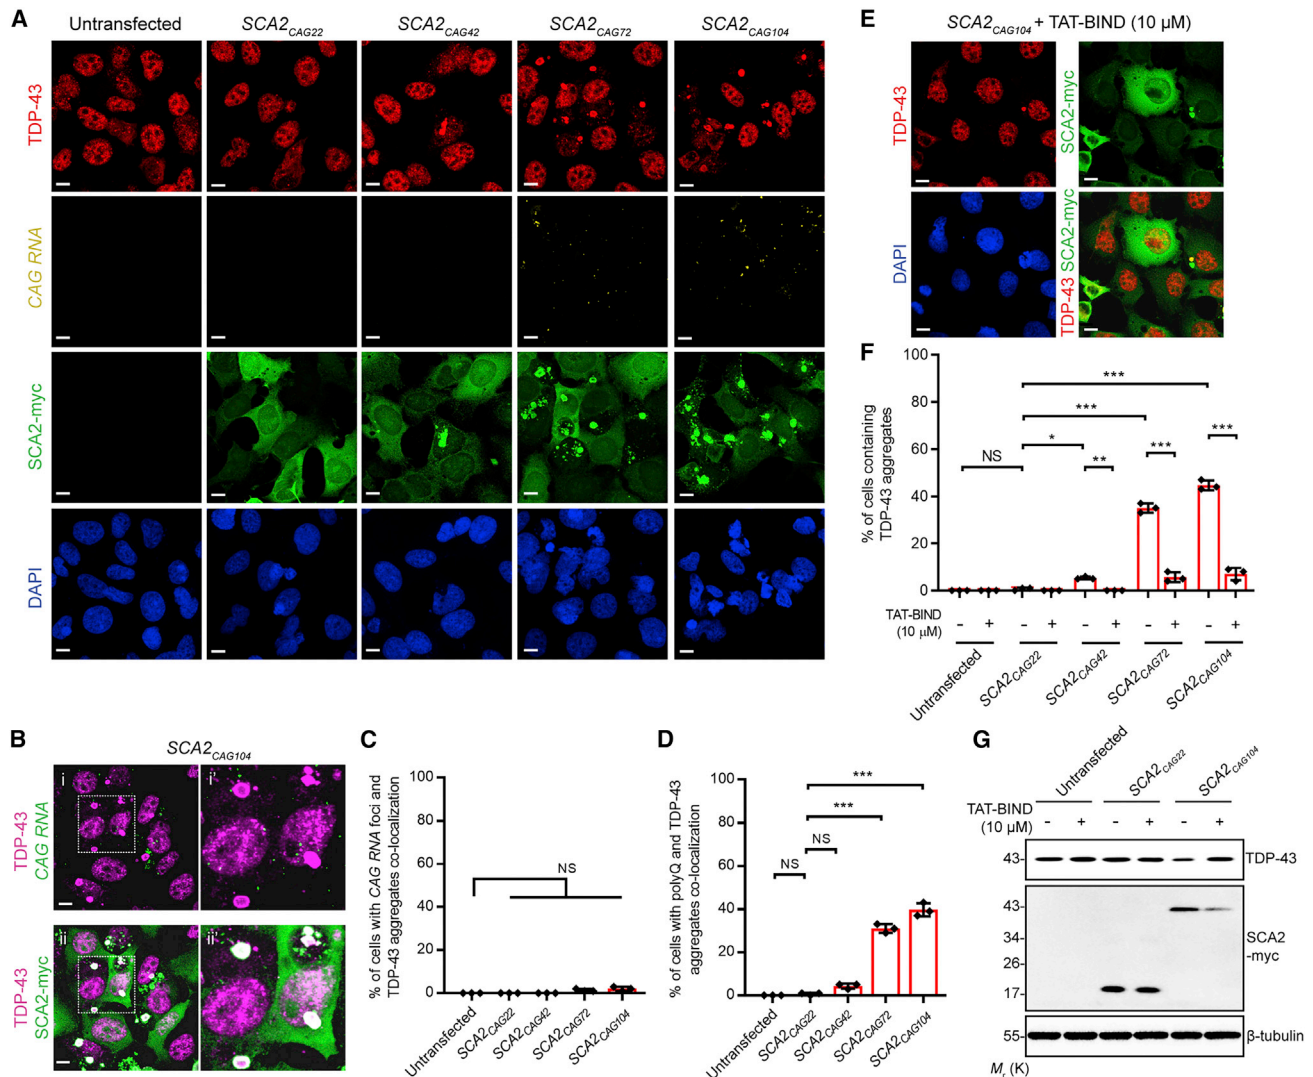 A
Untransfected
SCA2CAG22
SCA2CAG42
SCA2CAG72
SCA2CAG104
TDP-43
CAG RNA
SCA2-myc
DAPI
B
SCA2CAG104
TDP-43
CAG RNA
i
i'
TDP-43
SCA2-myc
ii
ii'
C
% of cells with CAG RNA foci and
TDP-43 aggregates co-localization
100
80
60
40
20
0
NS
Untransfected
SCA2CAG22
SCA2CAG42
SCA2CAG72
SCA2CAG104
D
% of cells with polyQ and TDP-43
aggregates co-localization
100
80
60
40
20
0
NS
NS
***
***
Untransfected
SCA2CAG22
SCA2CAG42
SCA2CAG72
SCA2CAG104
E
SCA2CAG104 + TAT-BIND (10 µM)
TDP-43
SCA2-myc
DAPI
TDP-43 SCA2-myc
F
% of cells containing
TDP-43 aggregates
100
80
60
40
20
0
NS
*
***
***
**
***
***
TAT-BIND
(10 µM)
- + - + - + - + - +
Untransfected
SCA2CAG22
SCA2CAG42
SCA2CAG72
SCA2CAG104
G
Untransfected
SCA2CAG22
SCA2CAG104
TAT-BIND
(10 µM)
- + - + - +
43-
TDP-43
43-
34-
26-
17-
SCA2
-myc
55-
β-tubulin
Mr (K)